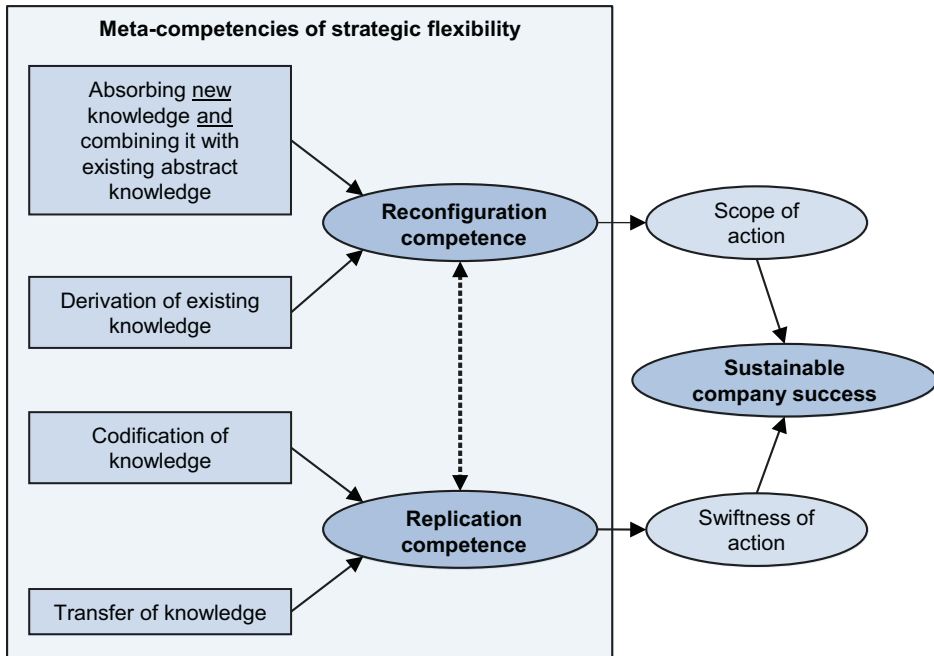 Meta-competencies of strategic flexibility
Absorbing new
knowledge and
combining it with
existing abstract
knowledge
Reconfiguration
competence
Scope of
action
Derivation of existing
knowledge
Sustainable
company success
Codification of
knowledge
Replication
competence
Swiftness of
action
Transfer of knowledge